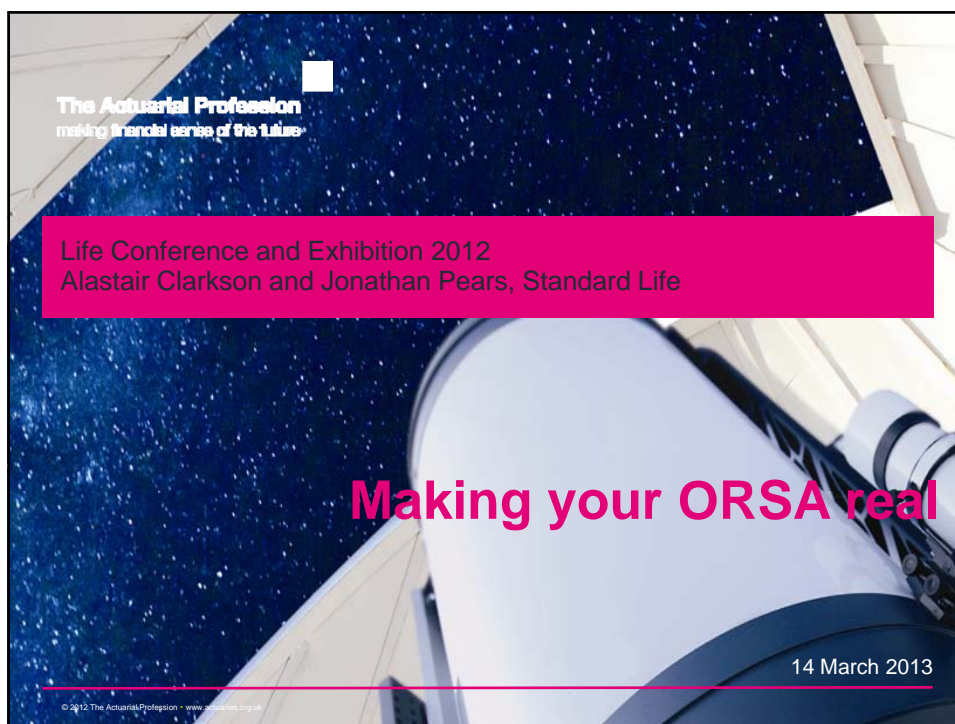 The Actuarial Profession
making financial sense of the future
Life Conference and Exhibition 2012
Alastair Clarkson and Jonathan Pears, Standard Life
Making your ORSA real
14 March 2013
© 2012 The Actuarial Profession • www.actuaries.org.uk